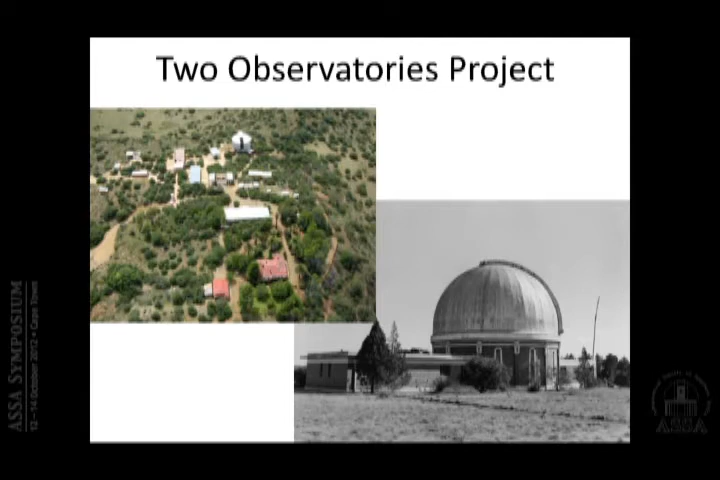 Two Observatories Project
ASSA SYMPOSIUM
12–14 October 2012 • Cape Town
ASSA